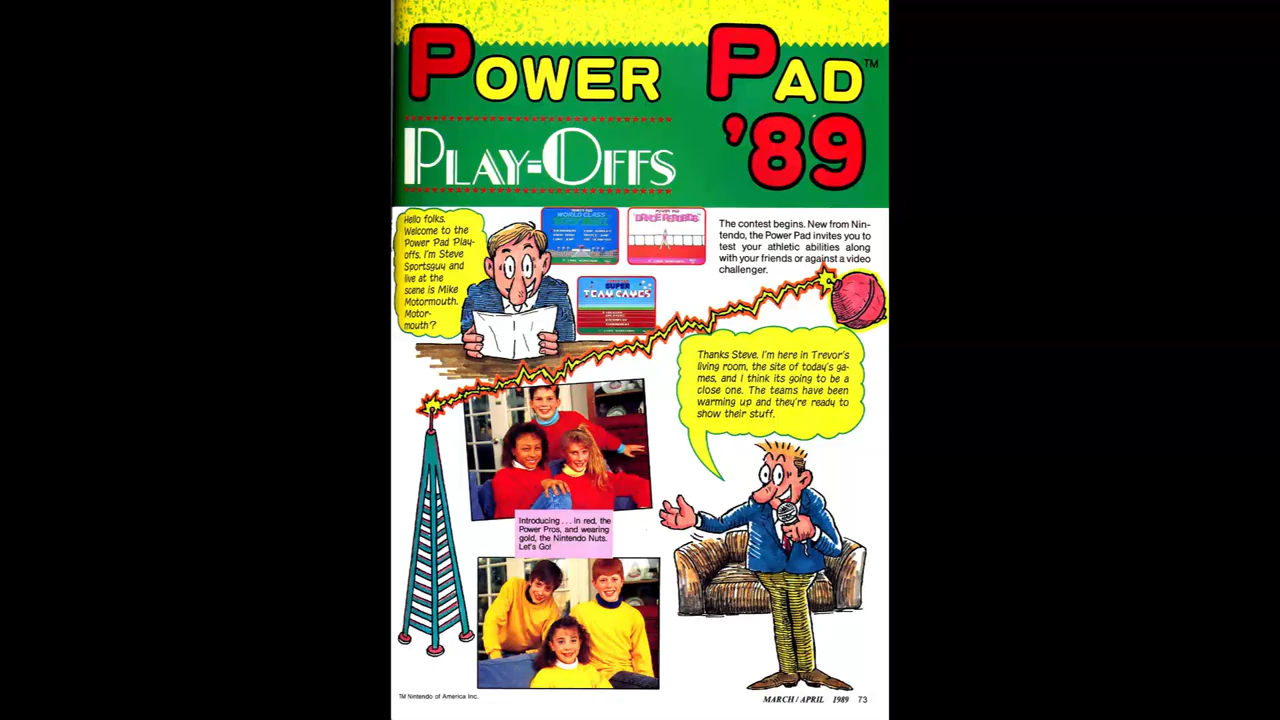 POWER PAD™
PLAY-OFFS '89
Hello folks.
Welcome to the
Power Pad Play-
offs. I'm Steve
Sportsguy and
live at the
scene is Mike
Motormouth.
Motor-
mouth?
WORLD CLASS
DANCE AEROBICS
SUPER
TEAM GAMES
The contest begins. New from Nin-
tendo, the Power Pad invites you to
test your athletic abilities along
with your friends or against a video
challenger.
Thanks Steve. I'm here in Trevor's
living room, the site of today's ga-
mes, and I think its going to be a
close one. The teams have been
warming up and they're ready to
show their stuff.
Introducing . . . in red, the
Power Pros, and wearing
gold, the Nintendo Nuts.
Let's Go!
TM Nintendo of America Inc.
MARCH / APRIL 1989 73